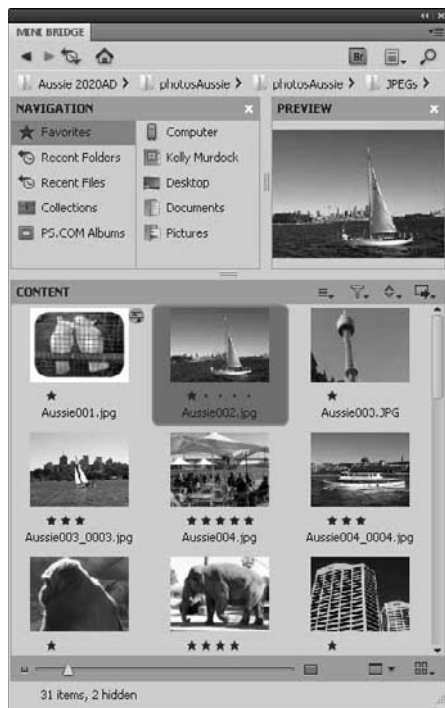 MINI BRIDGE
Br
Aussie 2020AD > photosAussie > photosAussie > JPEGs >
NAVIGATION
PREVIEW
Favorites
Computer
Recent Folders
Kelly Murdock
Recent Files
Desktop
Collections
Documents
PS.COM Albums
Pictures
CONTENT
Aussie001.jpg
Aussie002.jpg
Aussie003.JPG
Aussie003_0003.jpg
Aussie004.jpg
Aussie004_0004.jpg
31 items, 2 hidden